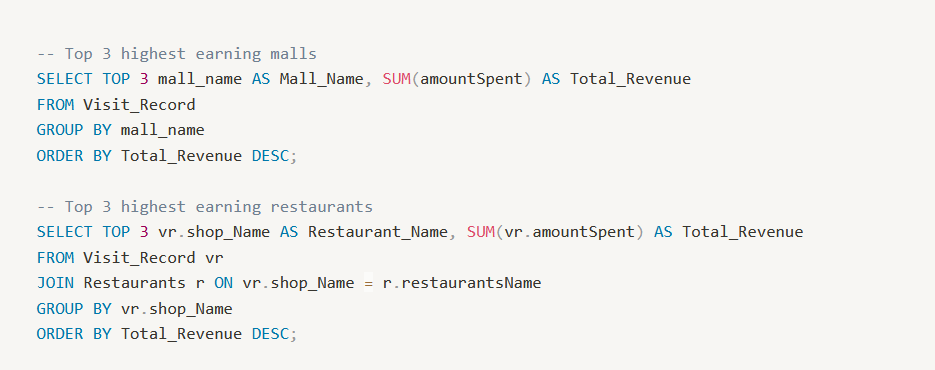 -- Top 3 highest earning malls
SELECT TOP 3 mall_name AS Mall_Name, SUM(amountSpent) AS Total_Revenue
FROM Visit_Record
GROUP BY mall_name
ORDER BY Total_Revenue DESC;
-- Top 3 highest earning restaurants
SELECT TOP 3 vr.shop_Name AS Restaurant_Name, SUM(vr.amountSpent) AS Total_Revenue
FROM Visit_Record vr
JOIN Restaurants r ON vr.shop_Name = r.restaurantsName
GROUP BY vr.shop_Name
ORDER BY Total_Revenue DESC;